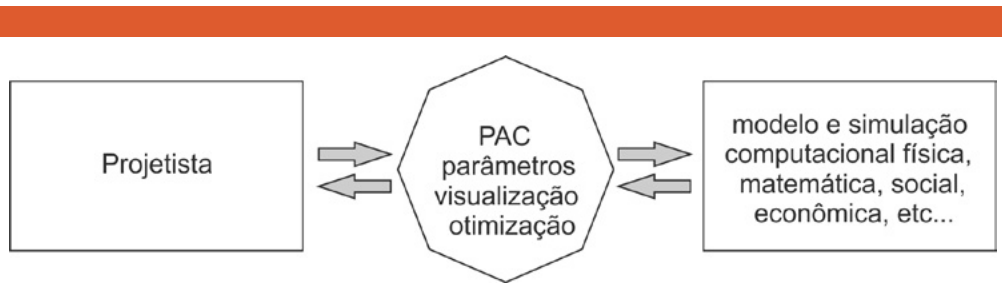 Projetista
PAC
parâmetros
visualização
otimização
modelo e simulação
computacional física,
matemática, social,
econômica, etc...